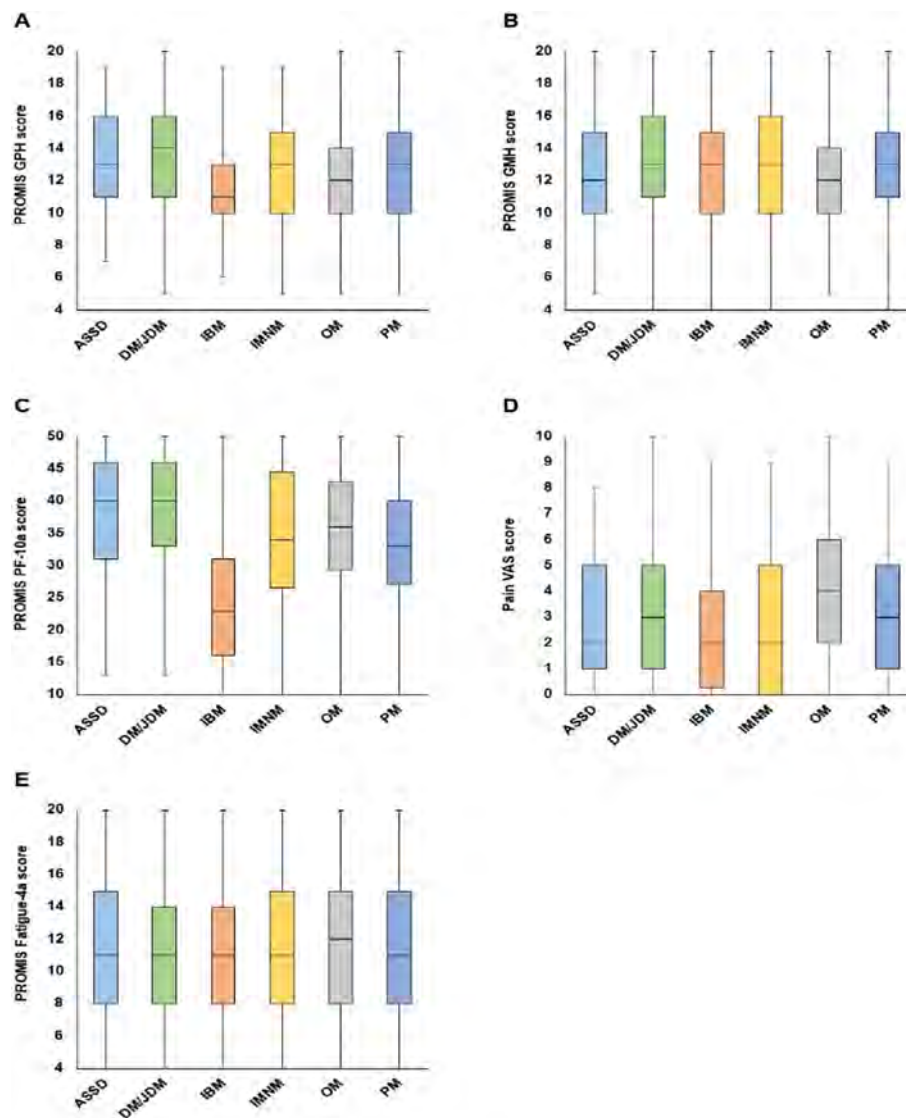 A
PROMIS GPH score
20
18
16
14
12
10
8
6
4
ASSD
DM/JDM
IBM
IMNM
OM
PM
B
PROMIS GMH score
20
18
16
14
12
10
8
6
4
ASSD
DM/JDM
IBM
IMNM
OM
PM
C
PROMIS PF-10a score
50
45
40
35
30
25
20
15
10
ASSD
DM/JDM
IBM
IMNM
OM
PM
D
Pain VAS score
10
9
8
7
6
5
4
3
2
1
0
ASSD
DM/JDM
IBM
IMNM
OM
PM
E
PROMIS Fatigue-4a score
20
18
16
14
12
10
8
6
4
ASSD
DM/JDM
IBM
IMNM
OM
PM